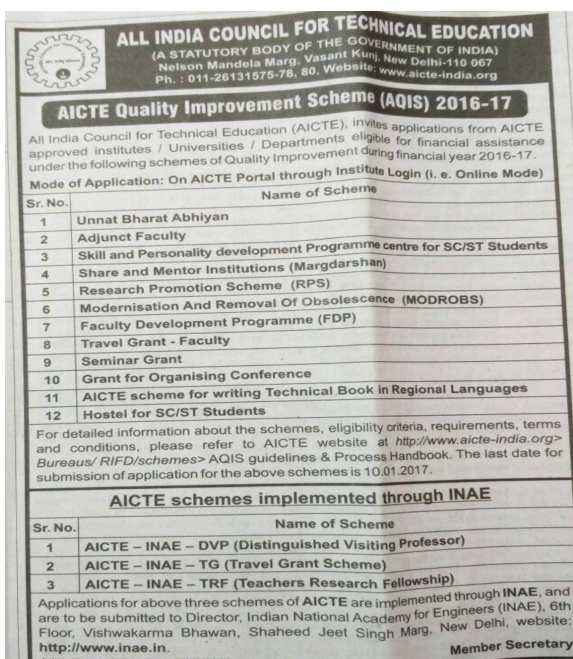 ALL INDIA COUNCIL FOR TECHNICAL EDUCATION
(A STATUTORY BODY OF THE GOVERNMENT OF INDIA)
Nelson Mandela Marg, Vasant Kunj, New Delhi-110 067
Ph. : 011-26131575-78, 80, Website: www.aicte-india.org
AICTE Quality Improvement Scheme (AQIS) 2016-17
All India Council for Technical Education (AICTE), invites applications from AICTE
approved institutes / Universities / Departments eligible for financial assistance
under the following schemes of Quality Improvement during financial year 2016-17.
Mode of Application: On AICTE Portal through Institute Login (i. e. Online Mode)
Sr. No. Name of Scheme
1 Unnat Bharat Abhiyan
2 Adjunct Faculty
3 Skill and Personality development Programme centre for SC/ST Students
4 Share and Mentor Institutions (Margdarshan)
5 Research Promotion Scheme (RPS)
6 Modernisation And Removal Of Obsolescence (MODROBS)
7 Faculty Development Programme (FDP)
8 Travel Grant - Faculty
9 Seminar Grant
10 Grant for Organising Conference
11 AICTE scheme for writing Technical Book in Regional Languages
12 Hostel for SC/ST Students
For detailed information about the schemes, eligibility criteria, requirements, terms
and conditions, please refer to AICTE website at http://www.aicte-india.org>
Bureaus/ RIFD/schemes> AQIS guidelines & Process Handbook. The last date for
submission of application for the above schemes is 10.01.2017.
AICTE schemes implemented through INAE
Sr. No. Name of Scheme
1 AICTE – INAE – DVP (Distinguished Visiting Professor)
2 AICTE – INAE – TG (Travel Grant Scheme)
3 AICTE – INAE – TRF (Teachers Research Fellowship)
Applications for above three schemes of AICTE are implemented through INAE, and
are to be submitted to Director, Indian National Academy for Engineers (INAE), 6th
Floor, Vishwakarma Bhawan, Shaheed Jeet Singh Marg, New Delhi, website:
http://www.inae.in.
Member Secretary